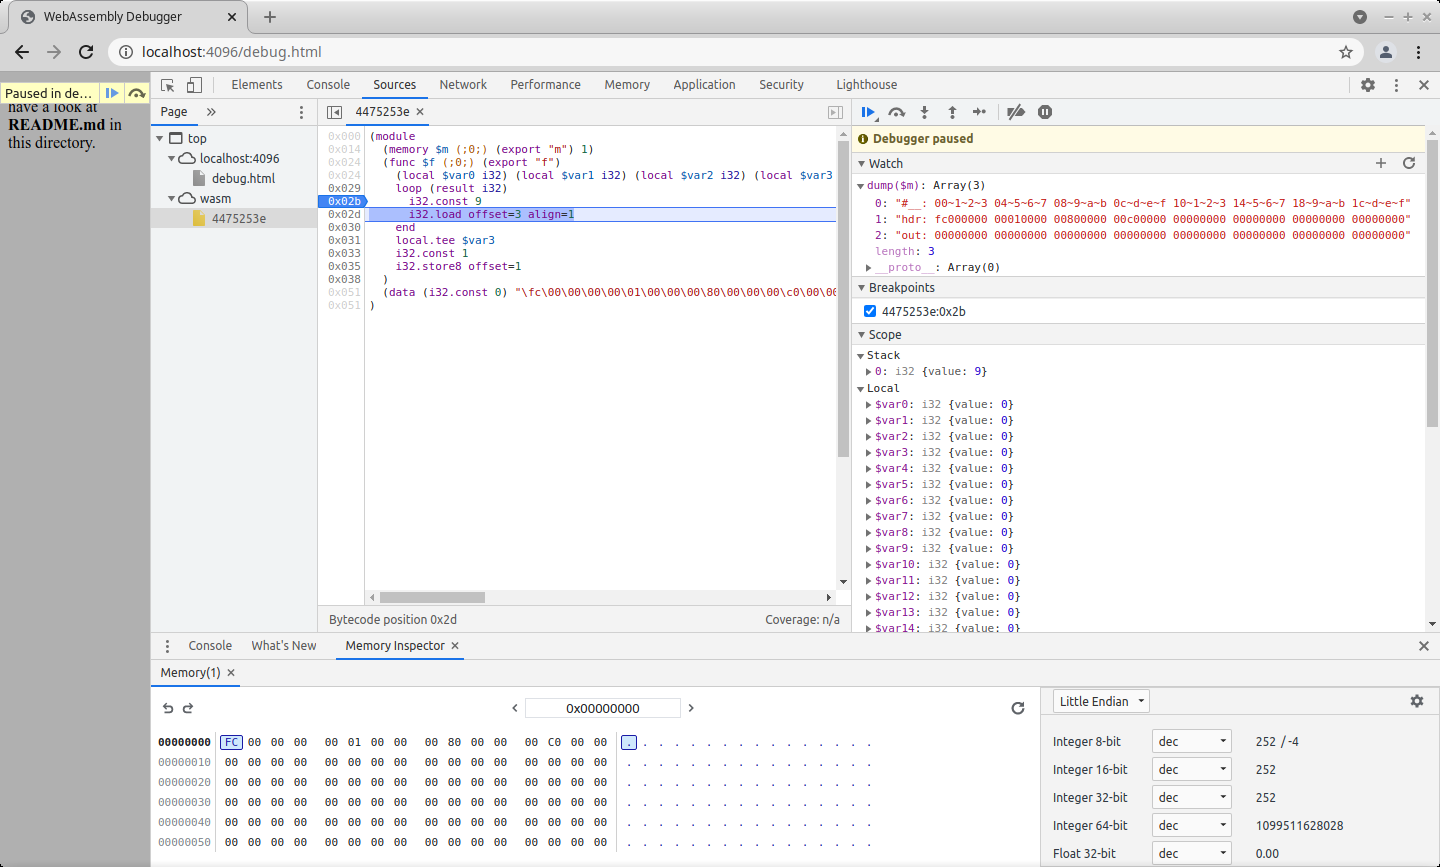 WebAssembly Debugger
localhost:4096/debug.html
Paused in de…
have a look at
README.md in
this directory.
Elements Console Sources Network Performance Memory Application Security Lighthouse
Page
top
localhost:4096
debug.html
wasm
4475253e
4475253e
0x000 (module
0x014 (memory $m (;0;) (export "m") 1)
0x024 (func $f (;0;) (export "f")
0x024 (local $var0 i32) (local $var1 i32) (local $var2 i32) (local $var3
0x029 loop (result i32)
0x02b i32.const 9
0x02d i32.load offset=3 align=1
0x030 end
0x031 local.tee $var3
0x033 i32.const 1
0x035 i32.store8 offset=1
0x038 )
0x051 (data (i32.const 0) "\fc\00\00\00\00\01\00\00\00\80\00\00\00\c0\00\00
0x051 )
Bytecode position 0x2d Coverage: n/a
Debugger paused
Watch
dump($m): Array(3)
0: "#__: 00~1~2~3 04~5~6~7 08~9~a~b 0c~d~e~f 10~1~2~3 14~5~6~7 18~9~a~b 1c~d~e~f"
1: "hdr: fc000000 00010000 00800000 00c00000 00000000 00000000 00000000 00000000"
2: "out: 00000000 00000000 00000000 00000000 00000000 00000000 00000000 00000000"
length: 3
__proto__: Array(0)
Breakpoints
4475253e:0x2b
Scope
Stack
0: i32 {value: 9}
Local
$var0: i32 {value: 0}
$var1: i32 {value: 0}
$var2: i32 {value: 0}
$var3: i32 {value: 0}
$var4: i32 {value: 0}
$var5: i32 {value: 0}
$var6: i32 {value: 0}
$var7: i32 {value: 0}
$var8: i32 {value: 0}
$var9: i32 {value: 0}
$var10: i32 {value: 0}
$var11: i32 {value: 0}
$var12: i32 {value: 0}
$var13: i32 {value: 0}
$var14: i32 {value: 0}
Console What's New Memory Inspector
Memory(1)
0x00000000
00000000 FC 00 00 00 00 01 00 00 00 80 00 00 00 C0 00 00 . . . . . . . . . . . . . . . .
00000010 00 00 00 00 00 00 00 00 00 00 00 00 00 00 00 00 . . . . . . . . . . . . . . . .
00000020 00 00 00 00 00 00 00 00 00 00 00 00 00 00 00 00 . . . . . . . . . . . . . . . .
00000030 00 00 00 00 00 00 00 00 00 00 00 00 00 00 00 00 . . . . . . . . . . . . . . . .
00000040 00 00 00 00 00 00 00 00 00 00 00 00 00 00 00 00 . . . . . . . . . . . . . . . .
00000050 00 00 00 00 00 00 00 00 00 00 00 00 00 00 00 00 . . . . . . . . . . . . . . . .
Little Endian
Integer 8-bit dec 252 / -4
Integer 16-bit dec 252
Integer 32-bit dec 252
Integer 64-bit dec 1099511628028
Float 32-bit dec 0.00